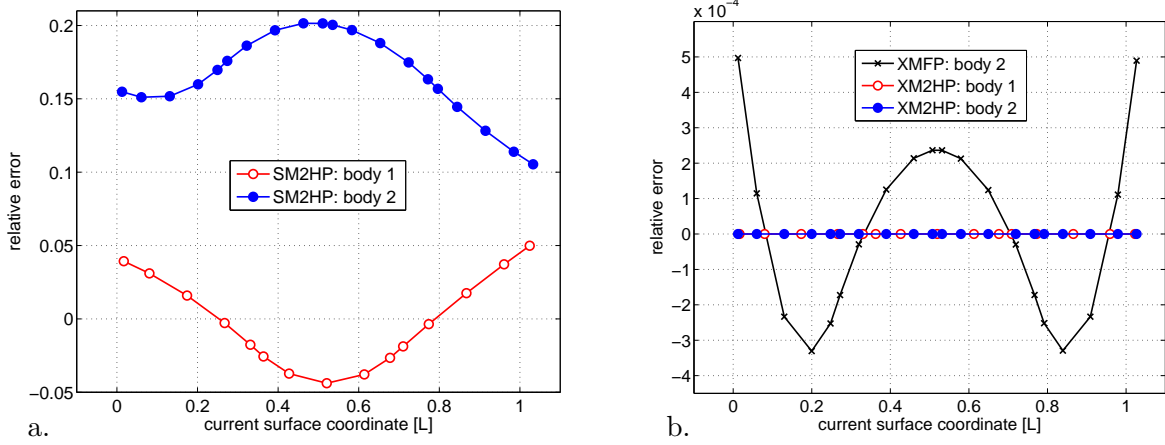 0.2
0.15
0.1
0.05
0
−0.05
relative error
SM2HP: body 1
SM2HP: body 2
0 0.2 0.4 0.6 0.8 1
current surface coordinate [L]
a.
x 10⁻⁴
5
4
3
2
1
0
−1
−2
−3
−4
relative error
XMFP: body 2
XM2HP: body 1
XM2HP: body 2
0 0.2 0.4 0.6 0.8 1
current surface coordinate [L]
b.